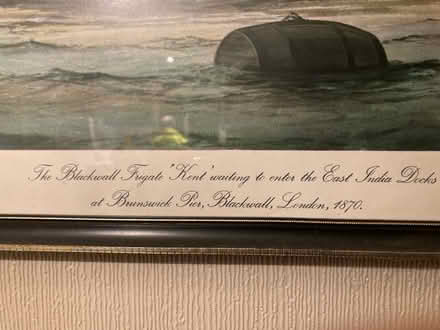 The Blackwall Frigate 'Kent' waiting to enter the East India Docks
at Brunswick Pier, Blackwall, London, 1870.